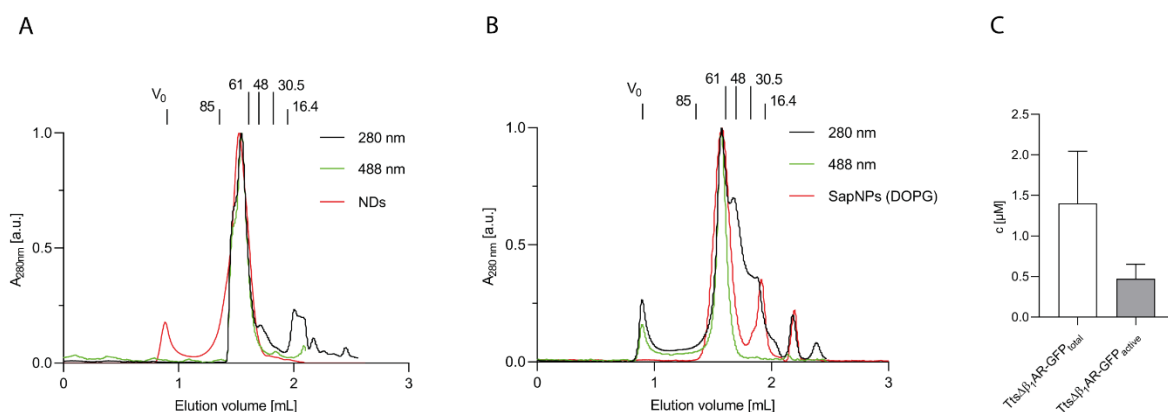 A
V₀
85
61
48
30.5
16.4
280 nm
488 nm
NDs
1.0
0.5
0.0
A280nm [a.u.]
0
1
2
3
Elution volume [mL]
B
V₀
85
61
48
30.5
16.4
280 nm
488 nm
SapNPs (DOPG)
1.0
0.5
0.0
A280 nm [a.u.]
0
1
2
3
Elution volume [mL]
C
2.5
2.0
1.5
1.0
0.5
0.0
c [µM]
TtsΔβ₁AR-GFPtotal
TtsΔβ₁AR-GFPactive